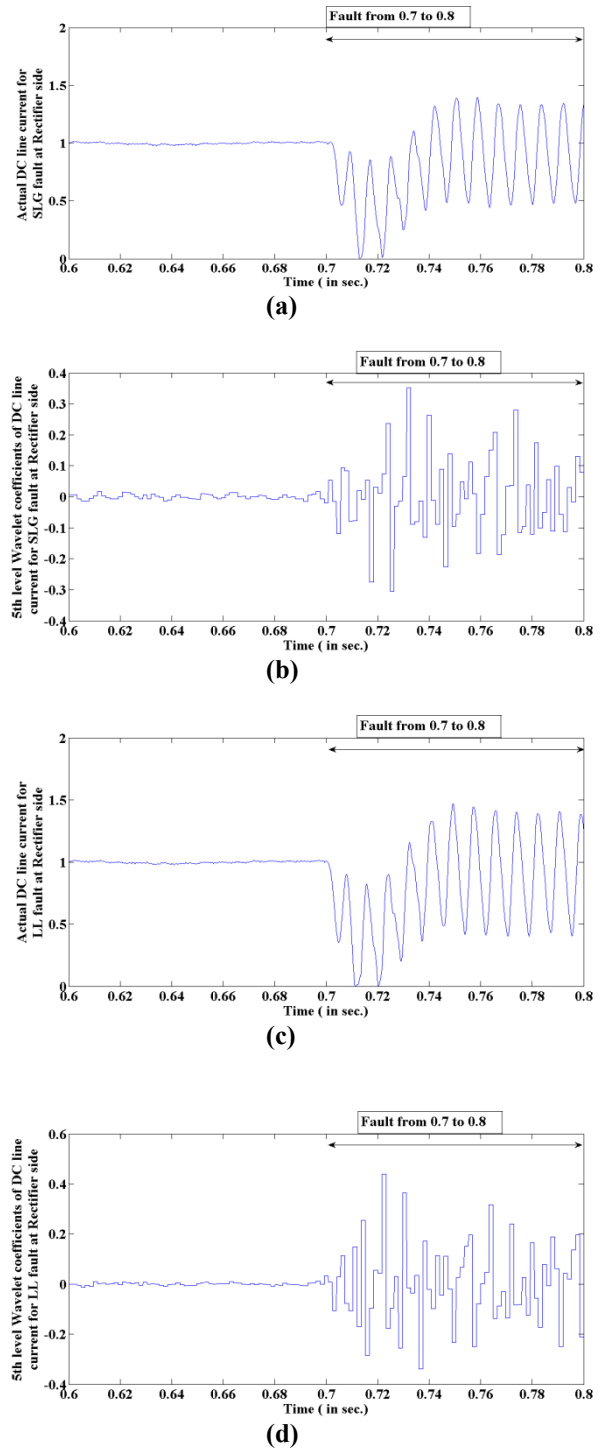 Fault from 0.7 to 0.8
Actual DC line current for
SLG fault at Rectifier side
2
1.5
1
0.5
0
0.6 0.62 0.64 0.66 0.68 0.7 0.72 0.74 0.76 0.78 0.8
Time ( in sec.)
(a)
Fault from 0.7 to 0.8
5th level Wavelet coefficients of DC line
current for SLG fault at Rectifier side
0.4
0.3
0.2
0.1
0
-0.1
-0.2
-0.3
-0.4
0.6 0.62 0.64 0.66 0.68 0.7 0.72 0.74 0.76 0.78 0.8
Time ( in sec.)
(b)
Fault from 0.7 to 0.8
Actual DC line current for
LL fault at Rectifier side
2
1.5
1
0.5
0
0.6 0.62 0.64 0.66 0.68 0.7 0.72 0.74 0.76 0.78 0.8
Time ( in sec.)
(c)
Fault from 0.7 to 0.8
5th level Wavelet coefficients of DC line
current for LL fault at Rectifier side
0.6
0.4
0.2
0
-0.2
-0.4
0.6 0.62 0.64 0.66 0.68 0.7 0.72 0.74 0.76 0.78 0.8
Time ( in sec.)
(d)